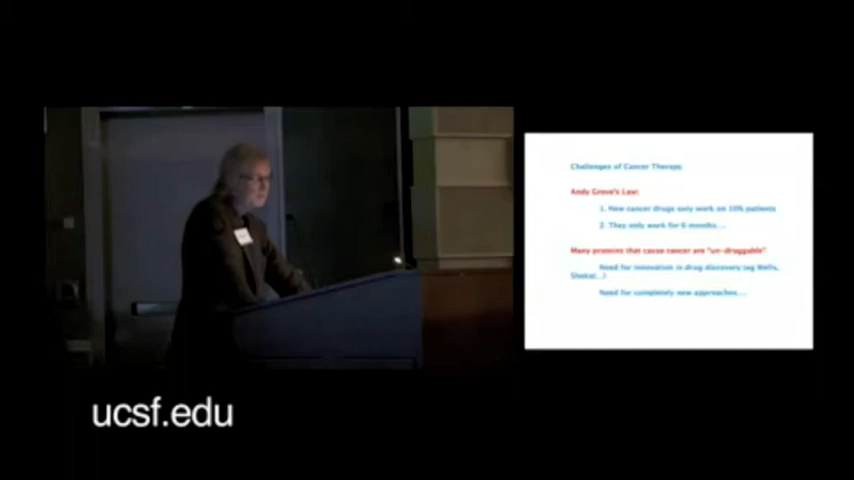 Challenges of Cancer Therapy:
Andy Grove's Law:
1. New cancer drugs only work on 10% patients
2. They only work for 6 months...
Many proteins that cause cancer are "un-druggable"
Need for innovation in drug discovery (eg Wells,
Shokat...)
Need for completely new approaches...
ucsf.edu